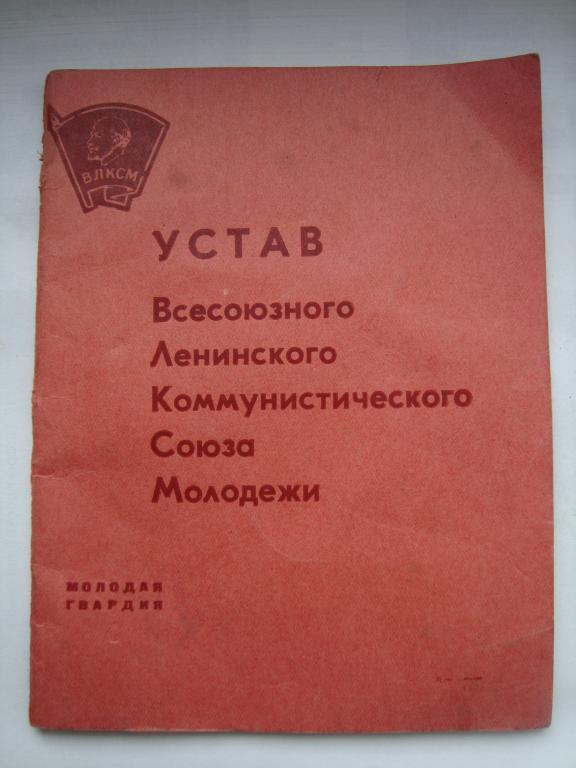 ВЛКСМ
УСТАВ
Всесоюзного
Ленинского
Коммунистического
Союза
Молодежи
МОЛОДАЯ
ГВАРДИЯ